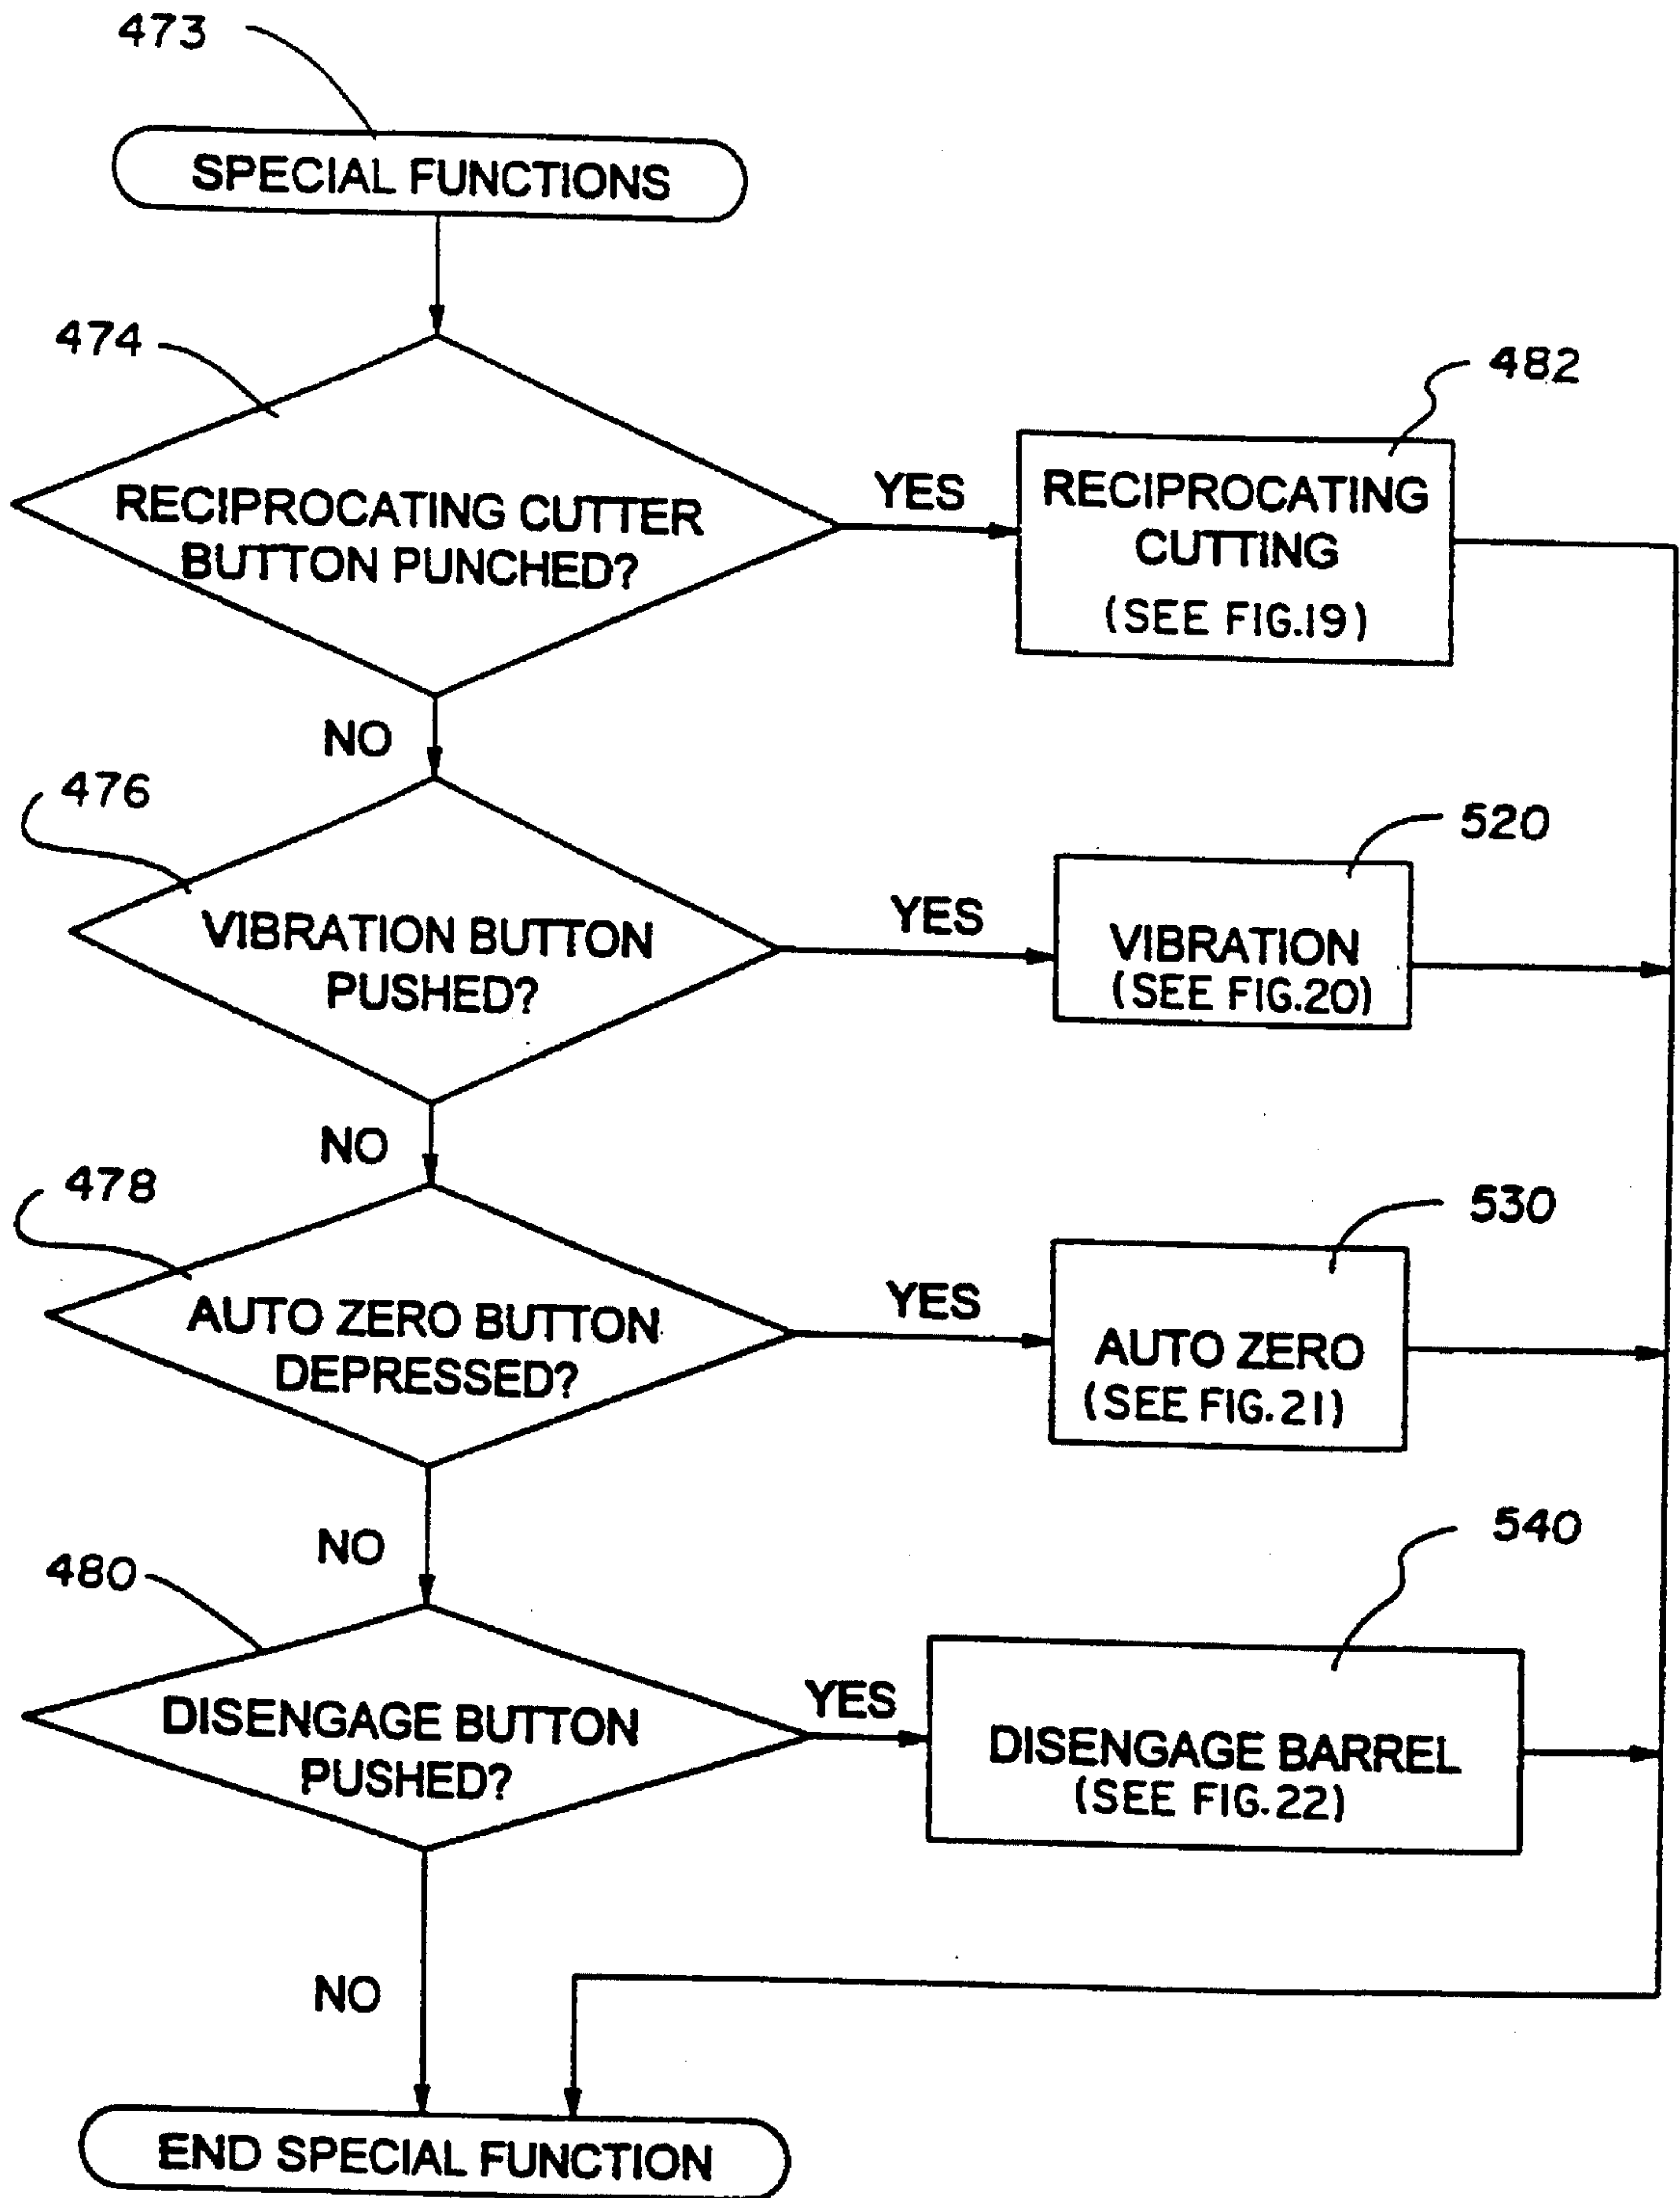 473
SPECIAL FUNCTIONS
474
RECIPROCATING CUTTER
BUTTON PUNCHED?
YES
482
RECIPROCATING
CUTTING
(SEE FIG.19)
NO
476
VIBRATION BUTTON
PUSHED?
YES
520
VIBRATION
(SEE FIG.20)
NO
478
AUTO ZERO BUTTON
DEPRESSED?
YES
530
AUTO ZERO
(SEE FIG.21)
NO
480
DISENGAGE BUTTON
PUSHED?
YES
540
DISENGAGE BARREL
(SEE FIG.22)
NO
END SPECIAL FUNCTION